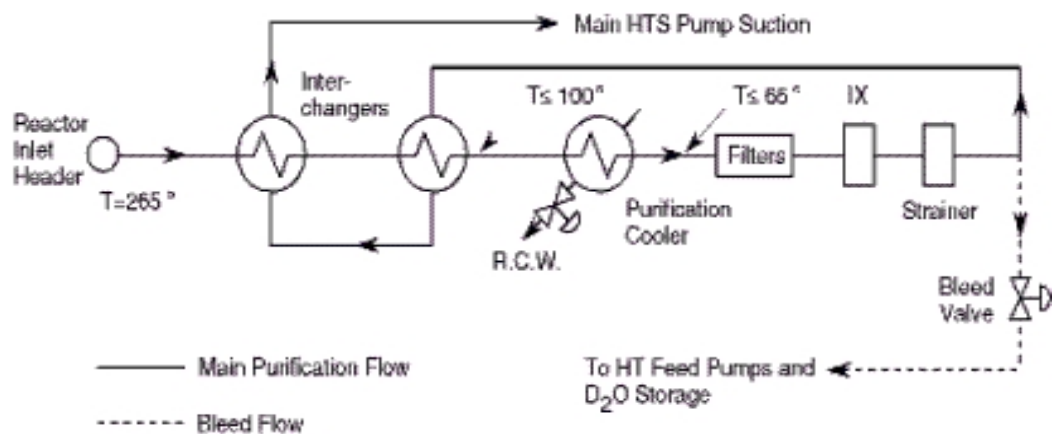 Main HTS Pump Suction
Inter-
changers
T≤ 100°
T≤ 65°
IX
Reactor
Inlet
Header
T=265 °
Filters
Purification
Cooler
Strainer
R.C.W.
Bleed
Valve
Main Purification Flow
To HT Feed Pumps and
D₂O Storage
Bleed Flow